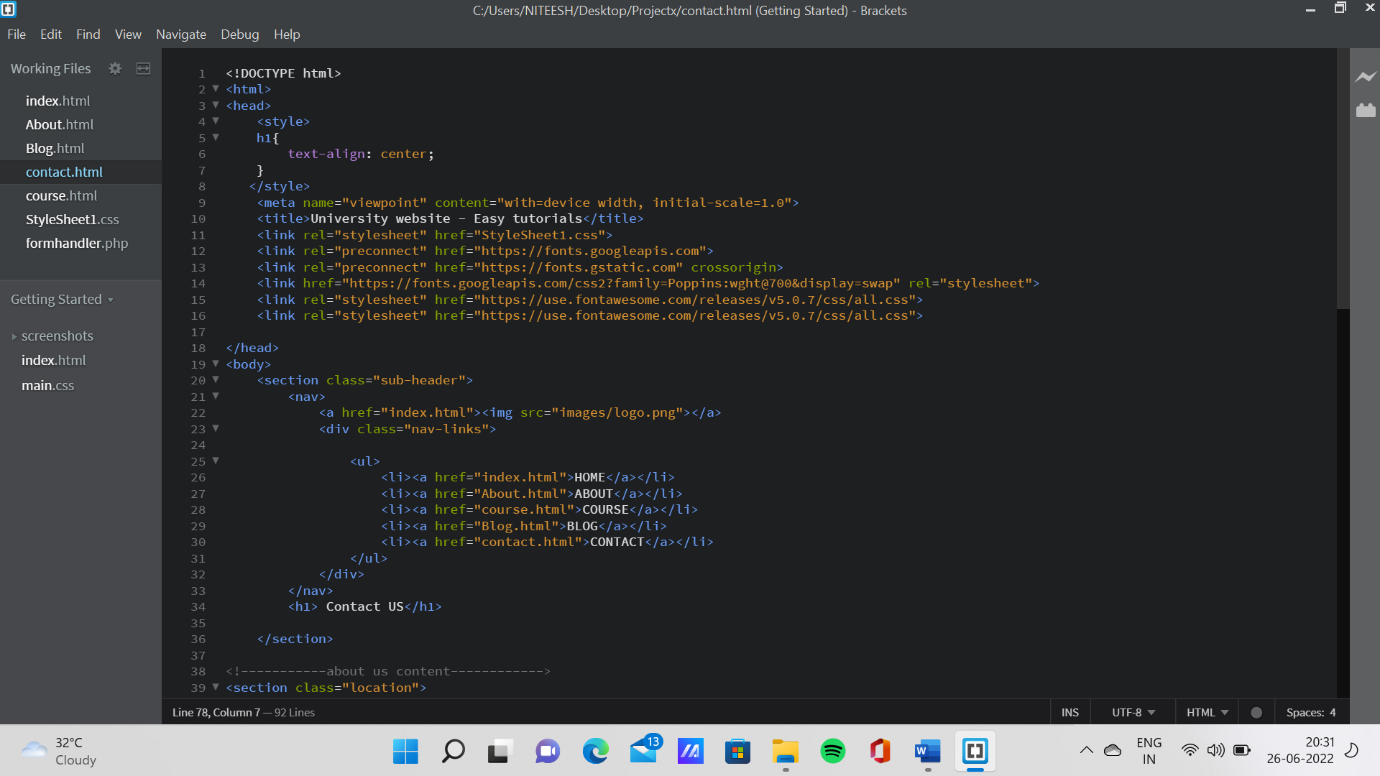 C:/Users/NITEESH/Desktop/Projectx/contact.html (Getting Started) - Brackets
File Edit Find View Navigate Debug Help
Working Files
index.html
About.html
Blog.html
contact.html
course.html
StyleSheet1.css
formhandler.php
Getting Started
screenshots
index.html
main.css
1 <!DOCTYPE html>
2 <html>
3 <head>
4 <style>
5 h1{
6 text-align: center;
7 }
8 </style>
9 <meta name="viewpoint" content="with=device width, initial-scale=1.0">
10 <title>University website - Easy tutorials</title>
11 <link rel="stylesheet" href="StyleSheet1.css">
12 <link rel="preconnect" href="https://fonts.googleapis.com">
13 <link rel="preconnect" href="https://fonts.gstatic.com" crossorigin>
14 <link href="https://fonts.googleapis.com/css2?family=Poppins:wght@700&display=swap" rel="stylesheet">
15 <link rel="stylesheet" href="https://use.fontawesome.com/releases/v5.0.7/css/all.css">
16 <link rel="stylesheet" href="https://use.fontawesome.com/releases/v5.0.7/css/all.css">
17
18 </head>
19 <body>
20 <section class="sub-header">
21 <nav>
22 <a href="index.html"><img src="images/logo.png"></a>
23 <div class="nav-links">
24
25 <ul>
26 <li><a href="index.html">HOME</a></li>
27 <li><a href="About.html">ABOUT</a></li>
28 <li><a href="course.html">COURSE</a></li>
29 <li><a href="Blog.html">BLOG</a></li>
30 <li><a href="contact.html">CONTACT</a></li>
31 </ul>
32 </div>
33 </nav>
34 <h1> Contact US</h1>
35
36 </section>
37
38 <!-----------about us content------------>
39 <section class="location">
Line 78, Column 7 — 92 Lines
INS UTF-8 HTML Spaces: 4
32°C
Cloudy
13
ENG
IN
20:31
26-06-2022